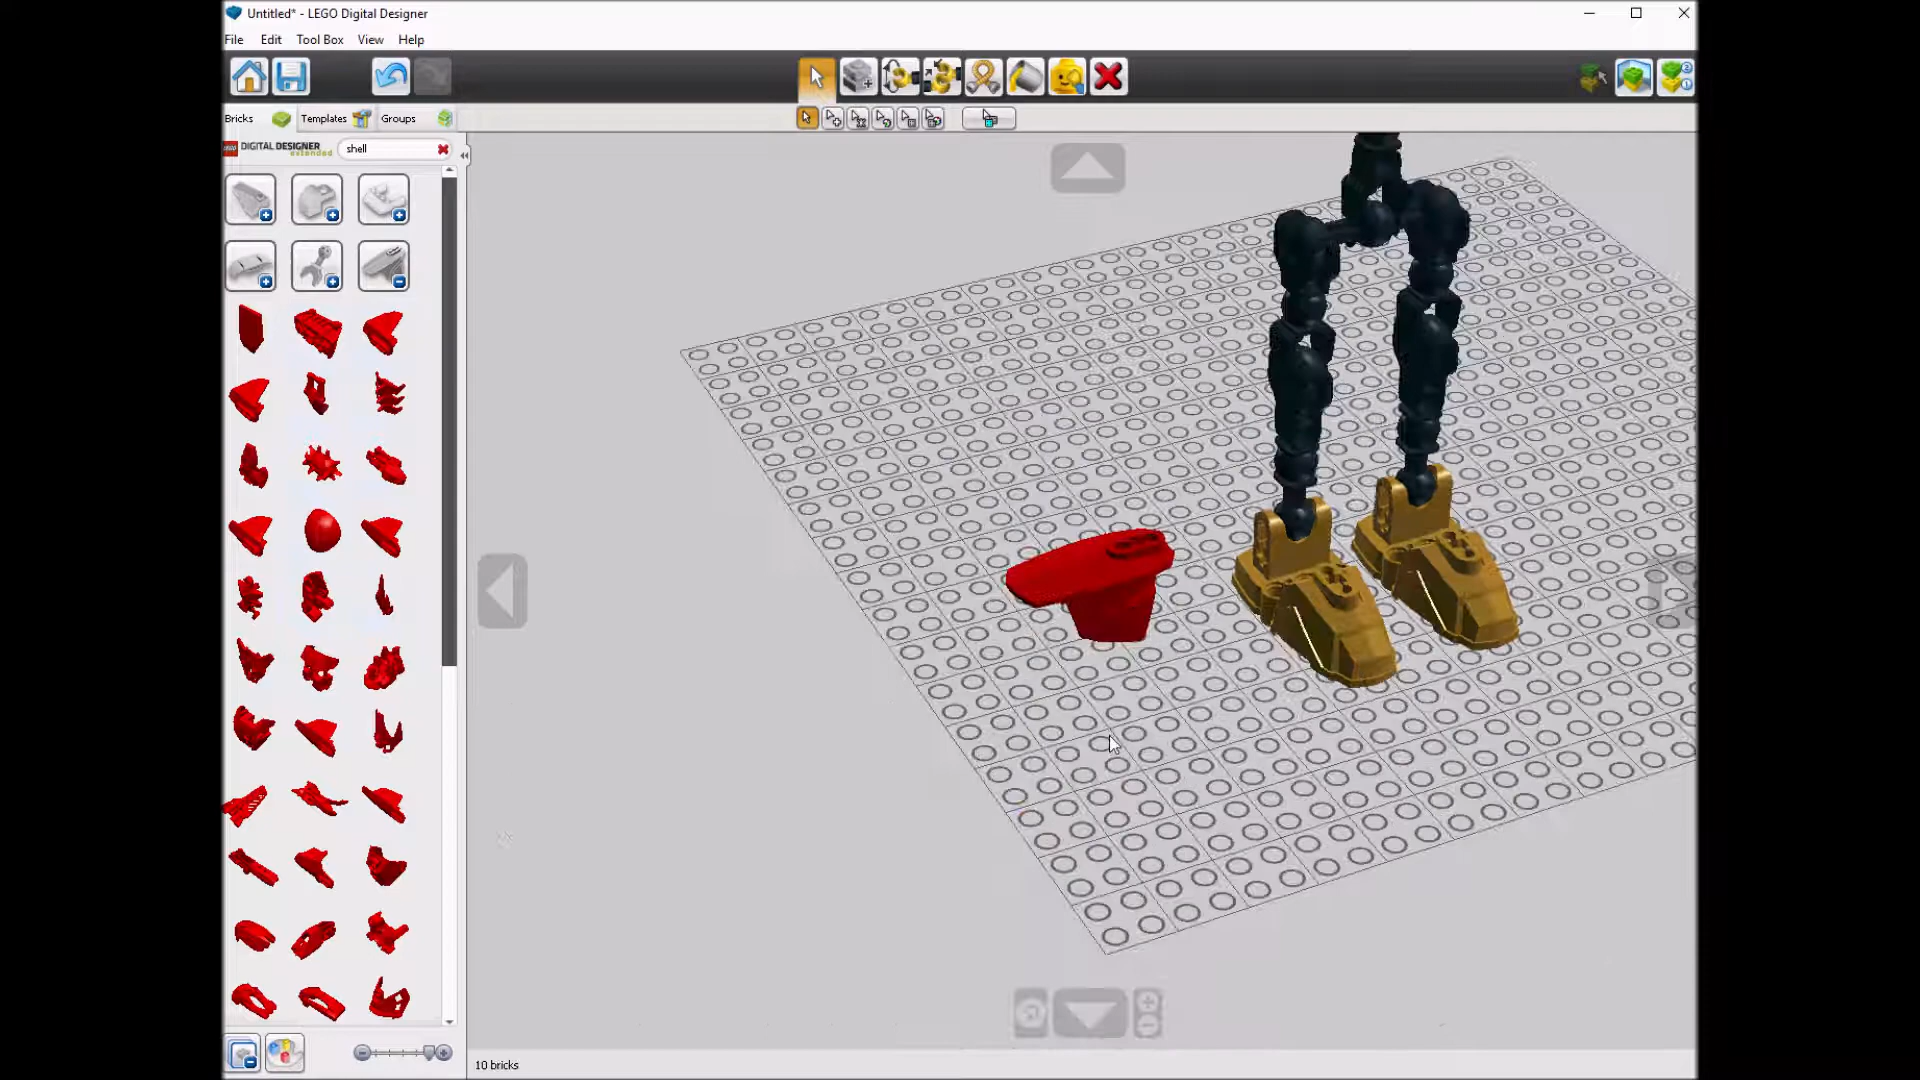 Untitled* - LEGO Digital Designer
File Edit Tool Box View Help
Bricks Templates Groups
LEGO DIGITAL DESIGNER extended shell
10 bricks